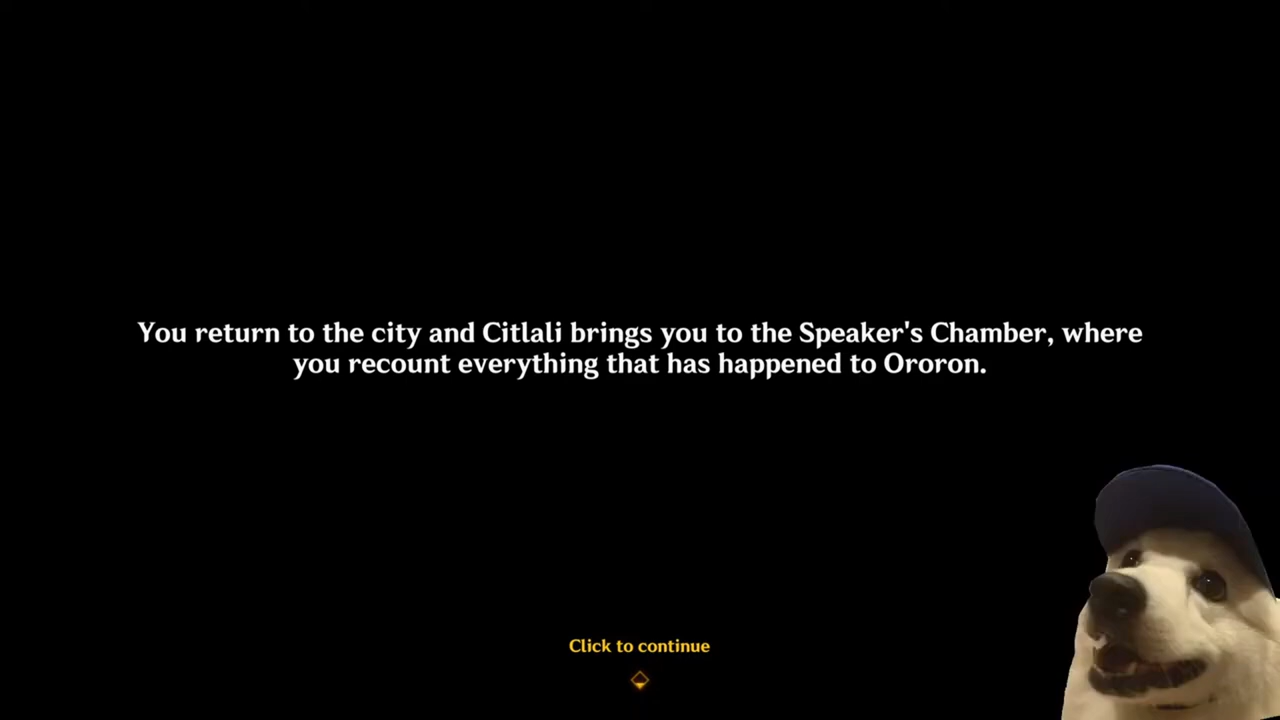 You return to the city and Citlali brings you to the Speaker's Chamber, where
you recount everything that has happened to Ororon.
Click to continue